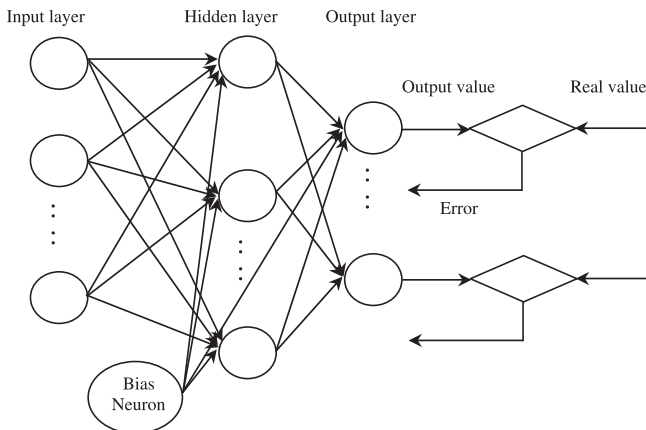 Input layer
Hidden layer
Output layer
Output value
Real value
Error
Bias
Neuron